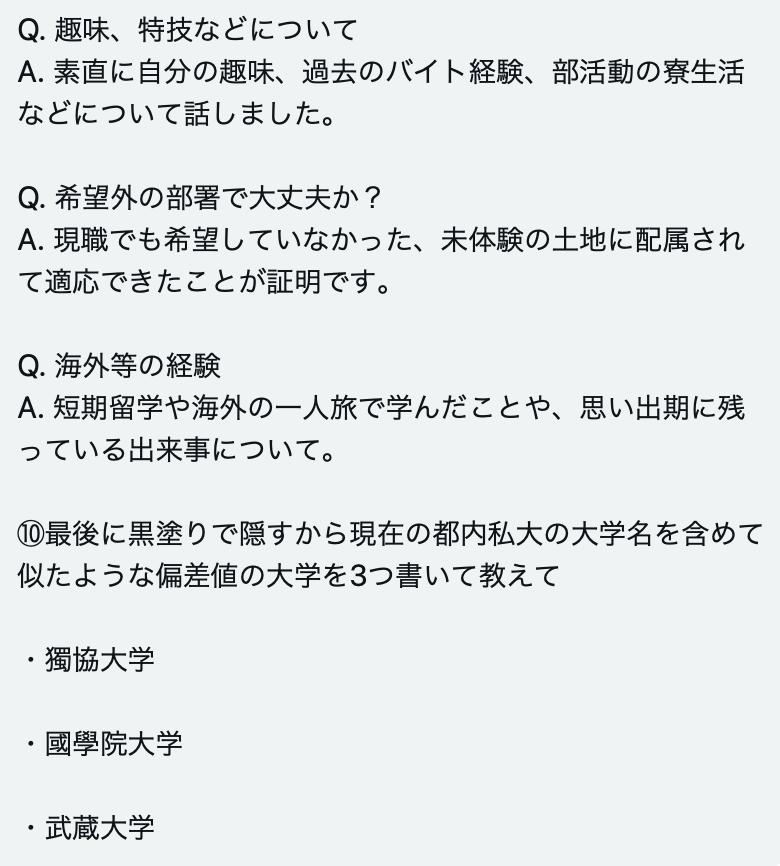 Q. 趣味、特技などについて
A. 素直に自分の趣味、過去のバイト経験、部活動の寮生活
などについて話しました。
Q. 希望外の部署で大丈夫か？
A. 現職でも希望していなかった、未体験の土地に配属され
て適応できたことが証明です。
Q. 海外等の経験
A. 短期留学や海外の一人旅で学んだことや、思い出期に残
っている出来事について。
⑩最後に黒塗りで隠すから現在の都内私大の大学名を含めて
似たような偏差値の大学を3つ書いて教えて
・獨協大学
・國學院大学
・武蔵大学